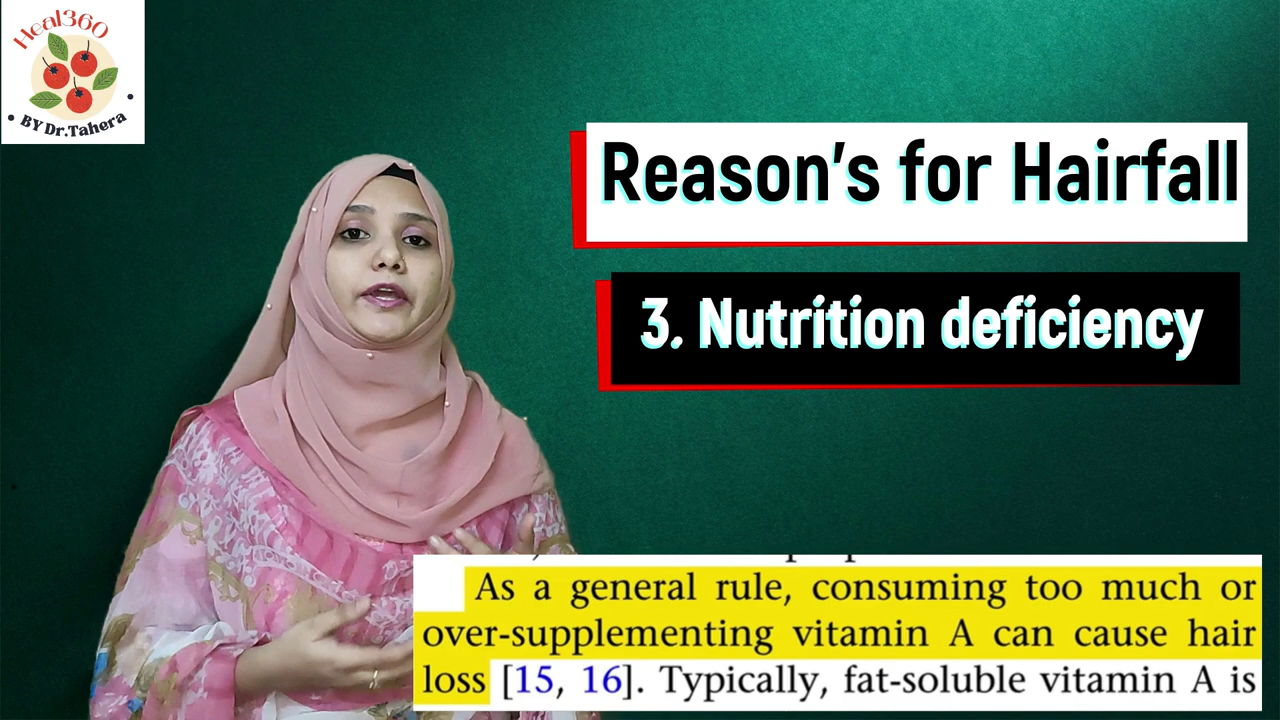 Heal360
BY Dr.Tahera
Reason's for Hairfall
3. Nutrition deficiency
As a general rule, consuming too much or
over-supplementing vitamin A can cause hair
loss [15, 16]. Typically, fat-soluble vitamin A is